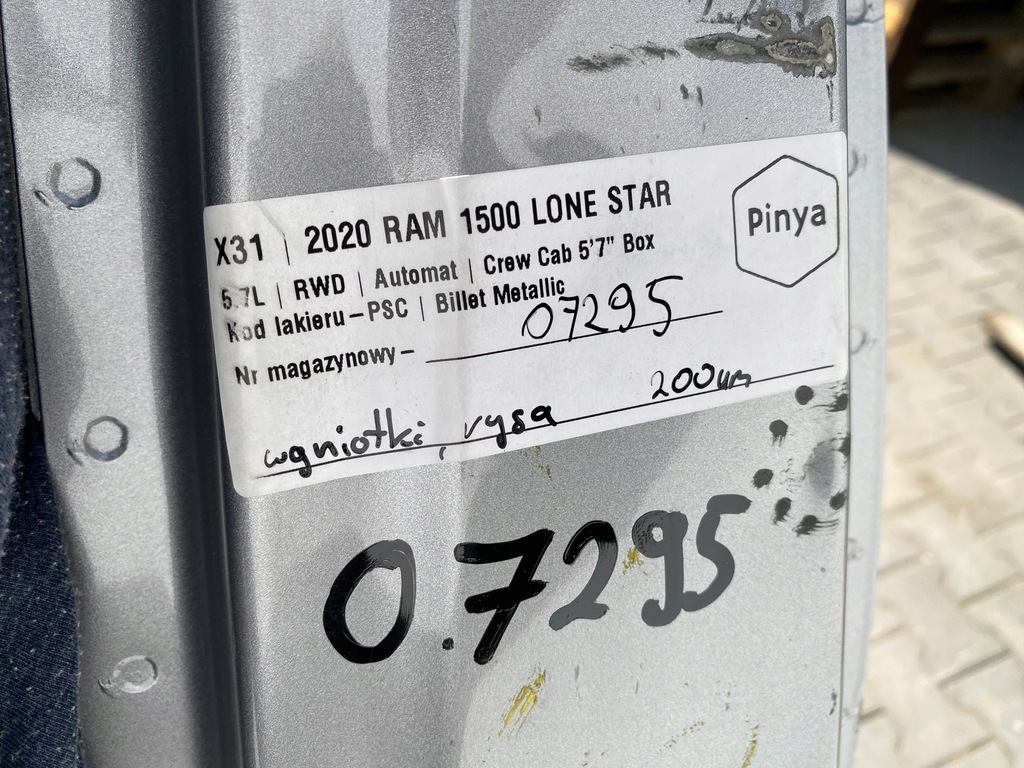 X31 | 2020 RAM 1500 LONE STAR
Pinya
5.7L | RWD | Automat | Crew Cab 5'7" Box
Kod lakieru – PSC | Billet Metallic
Nr magazynowy – 07295
wgniotki, rysa 200um
0.7295